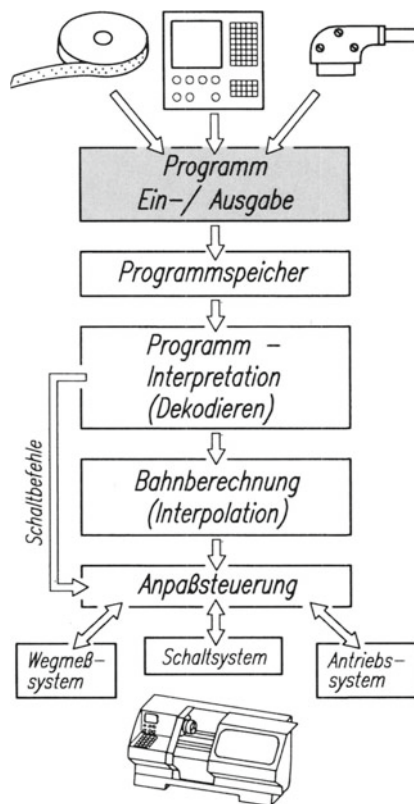 Programm
Ein-/ Ausgabe
Programmspeicher
Programm -
Interpretation
(Dekodieren)
Schaltbefehle
Bahnberechnung
(Interpolation)
Anpaßsteuerung
Wegmeß-
system
Schaltsystem
Antriebs-
system